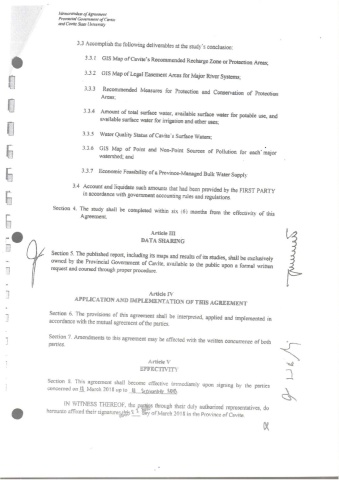 Memorandum of Agreement
Provincial Government of Cavite
and Cavite State University
3.3 Accomplish the following deliverables at the study's conclusion:
3.3.1 GIS Map of Cavite's Recommended Recharge Zone or Protection Areas;
3.3.2 GIS Map of Legal Easement Areas for Major River Systems;
3.3.3 Recommended Measures for Protection and Conservation of Protection
Areas;
3.3.4 Amount of total surface water, available surface water for potable use, and
available surface water for irrigation and other uses;
3.3.5 Water Quality Status of Cavite's Surface Waters;
3.3.6 GIS Map of Point and Non-Point Sources of Pollution for each major
watershed; and
3.3.7 Economic Feasibility of a Province-Managed Bulk Water Supply
3.4 Account and liquidate such amounts that had been provided by the FIRST PARTY
in accordance with government accounting rules and regulations
Section 4. The study shall be completed within six (6) months from the effectivity of this
Agreement.
Article III
DATA SHARING
Section 5. The published report, including its maps and results of its studies, shall be exclusively
owned by the Provincial Government of Cavite, available to the public upon a formal written
request and coursed through proper procedure.
Article IV
APPLICATION AND IMPLEMENTATION OF THIS AGREEMENT
Section 6. The provisions of this agreement shall be interpreted, applied and implemented in
accordance with the mutual agreement of the parties.
Section 7. Amendments to this agreement may be effected with the written concurrence of both
parties.
Article V
EFFECTIVITY
Section 8. This agreement shall become effective immediately upon signing by the parties
concerned on March 2018 up to
IN WITNESS THEREOF, the parties through their duly authorized representatives, do
hereunto affixed their signatures this day of March 2018 in the Province of Cavite.